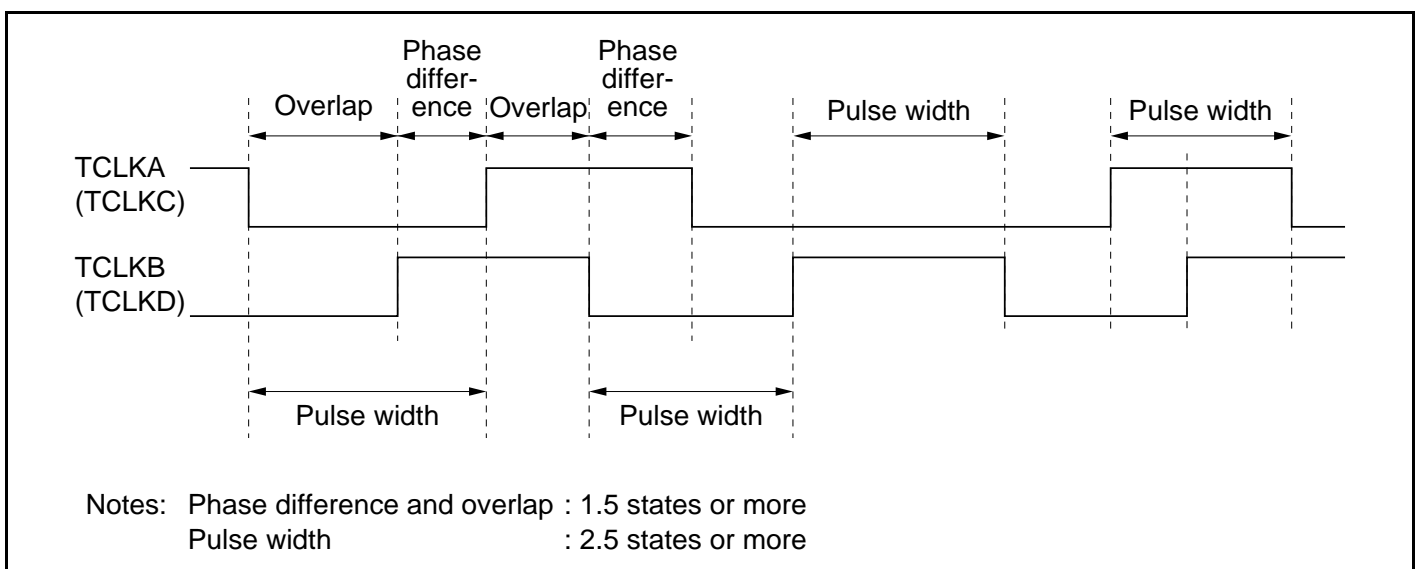 Phase
differ-
ence
Phase
differ-
ence
Overlap
Overlap
Pulse width
Pulse width
TCLKA
(TCLKC)
TCLKB
(TCLKD)
Pulse width
Pulse width
Notes: Phase difference and overlap : 1.5 states or more
Pulse width : 2.5 states or more